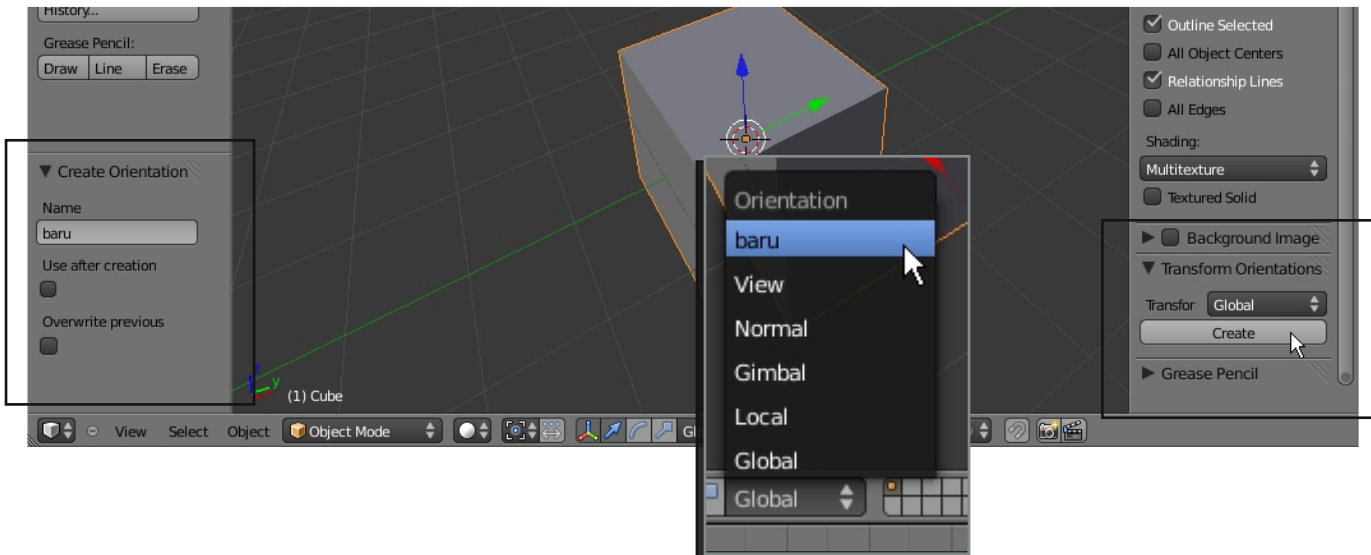 History...
Grease Pencil:
Draw Line Erase
Create Orientation
Name
baru
Use after creation
Overwrite previous
z
y
(1) Cube
View Select Object Object Mode
Orientation
baru
View
Normal
Gimbal
Local
Global
Global
Outline Selected
All Object Centers
Relationship Lines
All Edges
Shading:
Multitexture
Textured Solid
Background Image
Transform Orientations
Transfor Global
Create
Grease Pencil